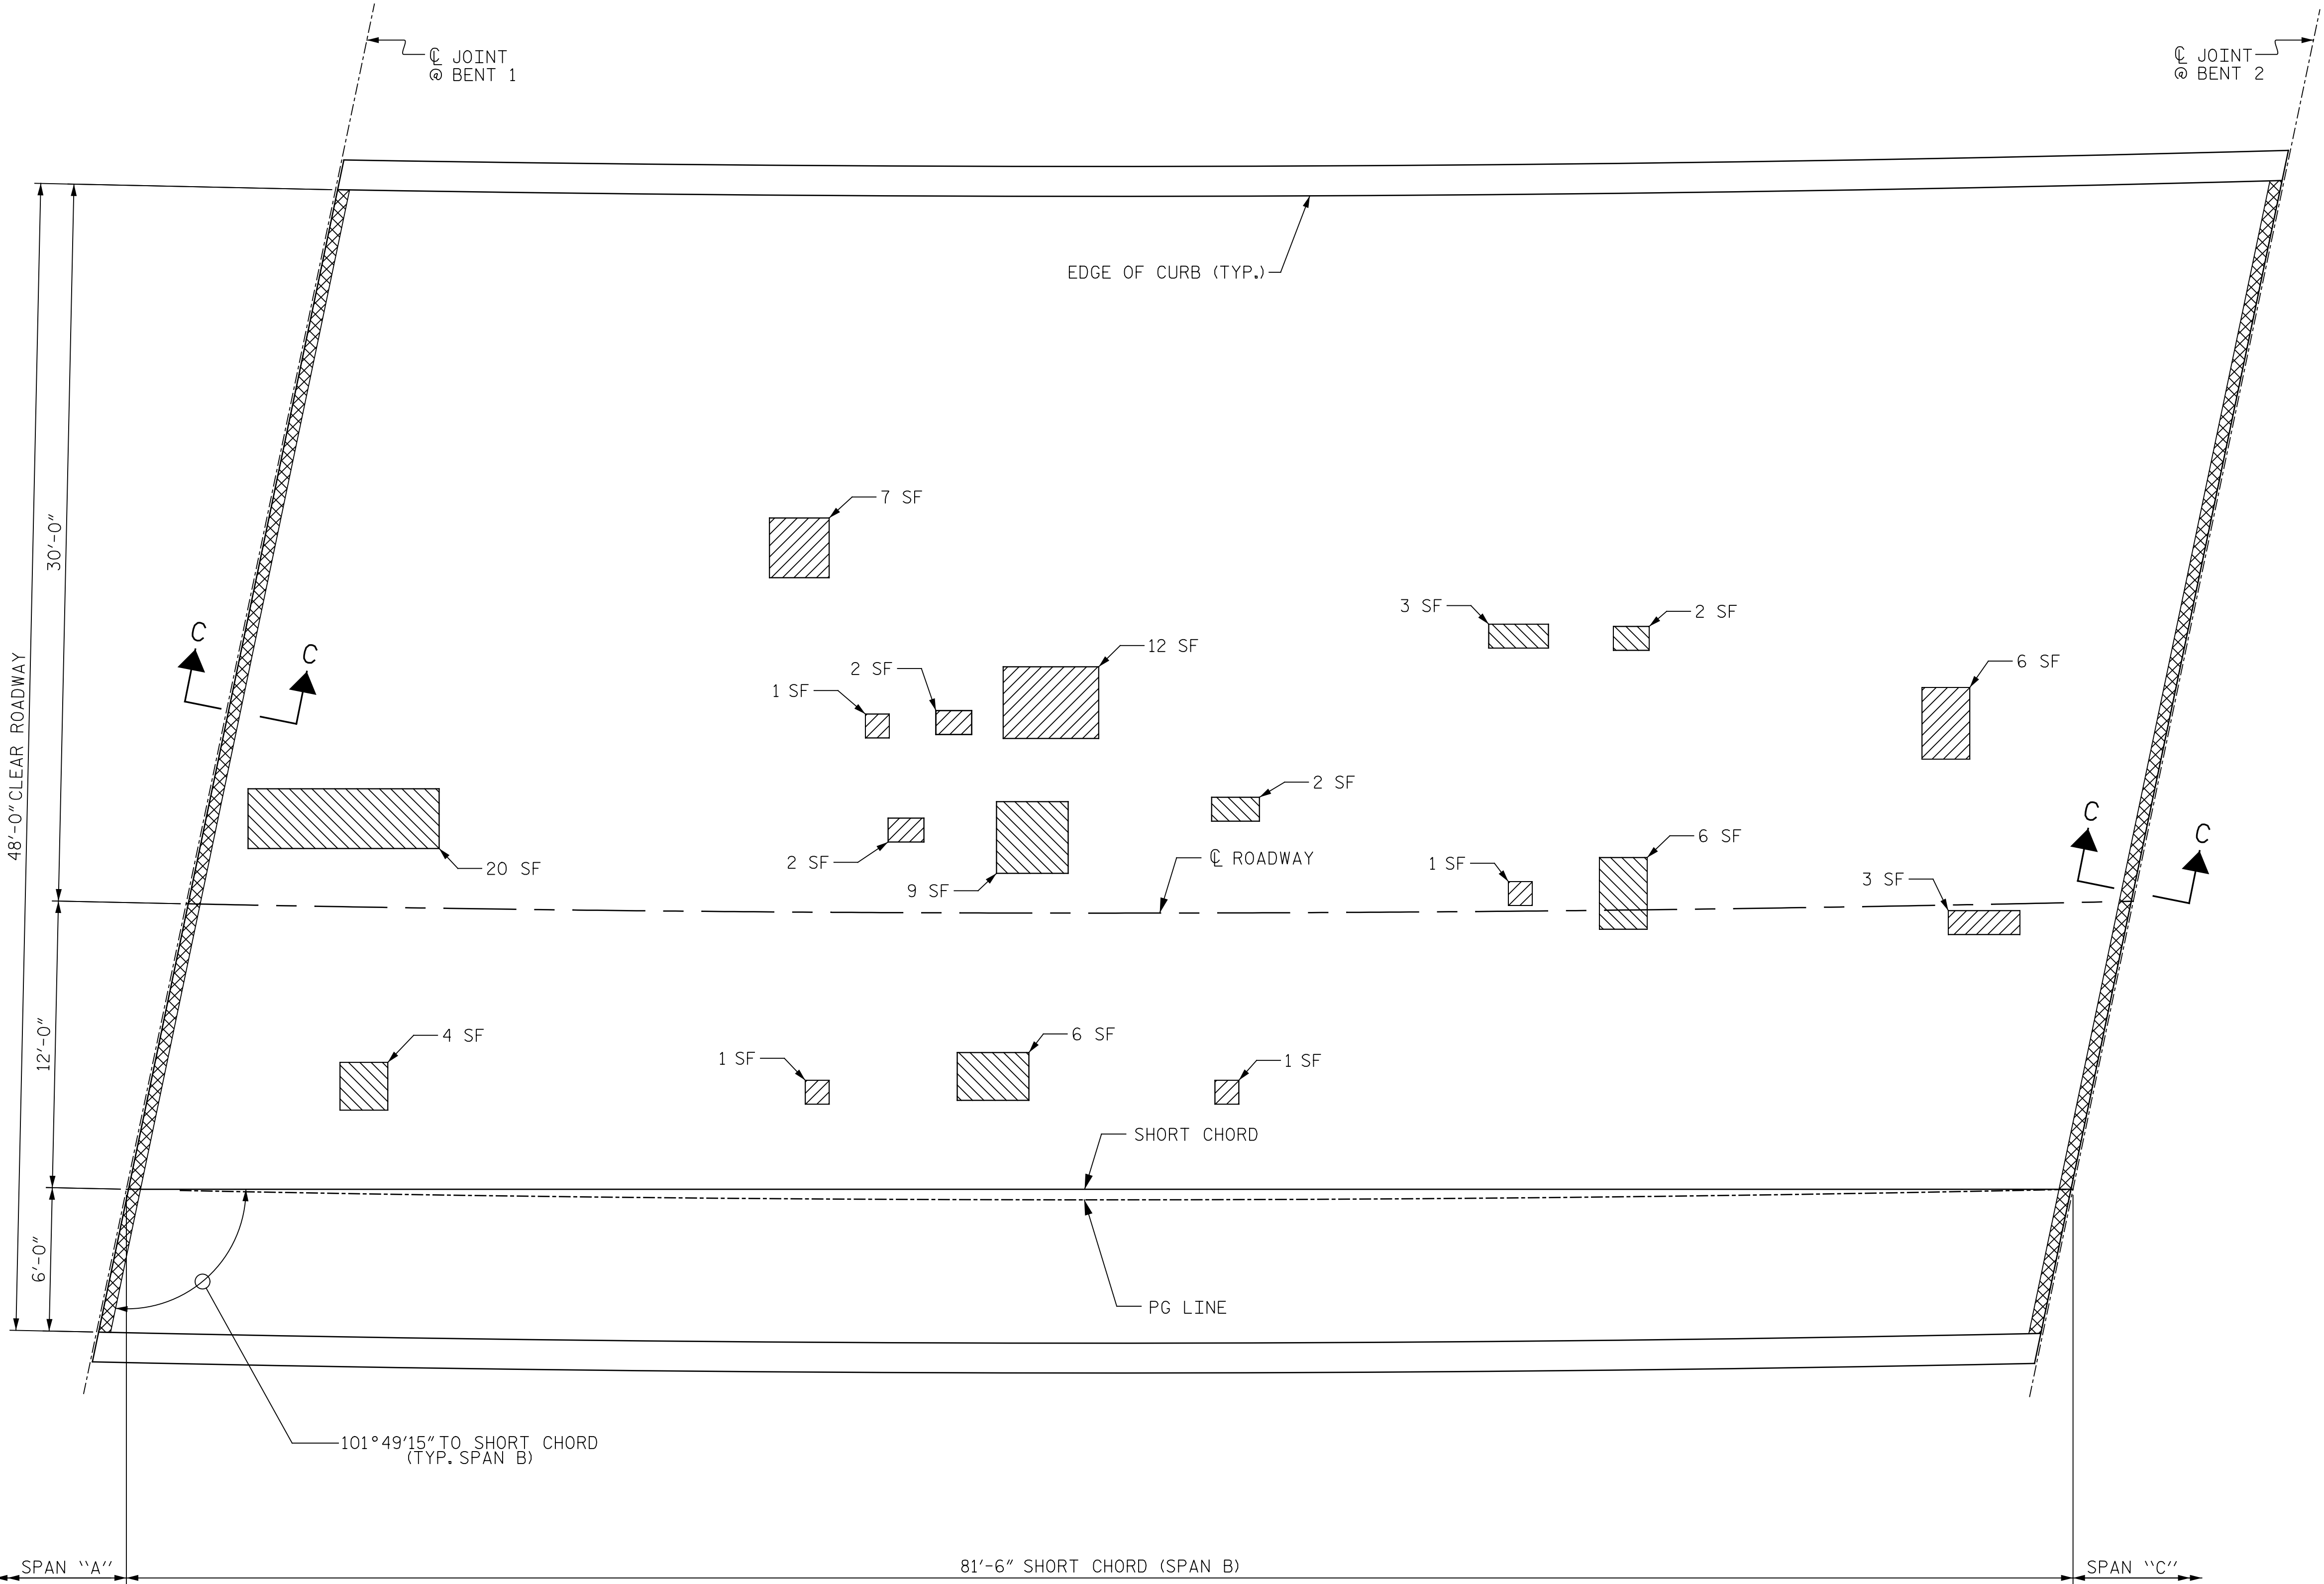 ℄ JOINT
@ BENT 1
℄ JOINT
@ BENT 2
EDGE OF CURB (TYP.)
7 SF
30'-0"
3 SF
2 SF
C
C
12 SF
2 SF
1 SF
6 SF
48'-0" CLEAR ROADWAY
2 SF
C
C
20 SF
2 SF
9 SF
℄ ROADWAY
1 SF
6 SF
3 SF
12'-0"
4 SF
1 SF
6 SF
1 SF
SHORT CHORD
6'-0"
PG LINE
101°49'15" TO SHORT CHORD
(TYP. SPAN B)
SPAN "A"
81'-6" SHORT CHORD (SPAN B)
SPAN "C"